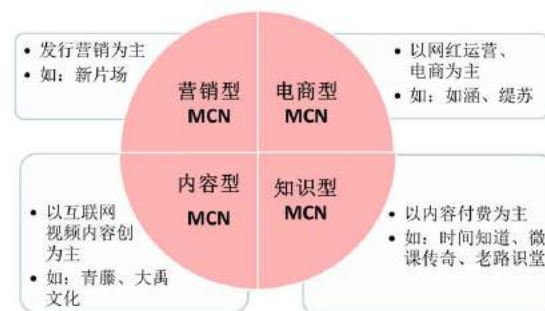 发行营销为主
如：新片场
营销型
MCN
电商型
MCN
以网红运营、
电商为主
如：如涵、缇苏
内容型
MCN
知识型
MCN
以互联网
视频内容创
为主
如：青藤、大禹
文化
以内容付费为主
如：时间知道、微
课传奇、老路识堂